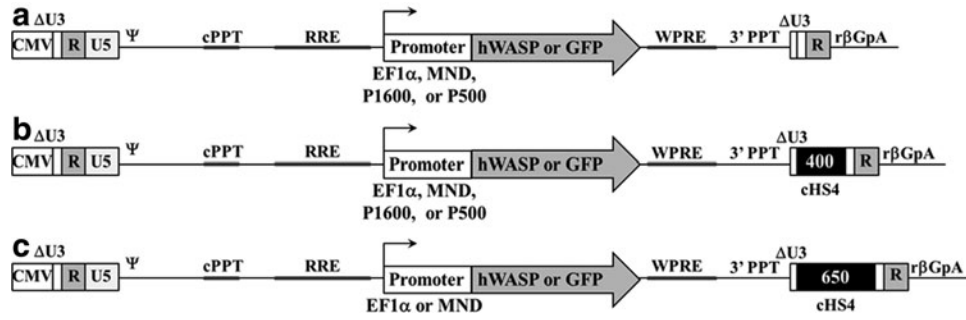 a
ΔU3
CMV R U5 Ψ cPPT RRE Promoter hWASP or GFP WPRE 3' PPT ΔU3 R rβGpA
EF1α, MND,
P1600, or P500
b
ΔU3
CMV R U5 Ψ cPPT RRE Promoter hWASP or GFP WPRE 3' PPT ΔU3 400 R rβGpA
EF1α, MND, cHS4
P1600, or P500
c
ΔU3
CMV R U5 Ψ cPPT RRE Promoter hWASP or GFP WPRE 3' PPT ΔU3 650 R rβGpA
EF1α or MND cHS4